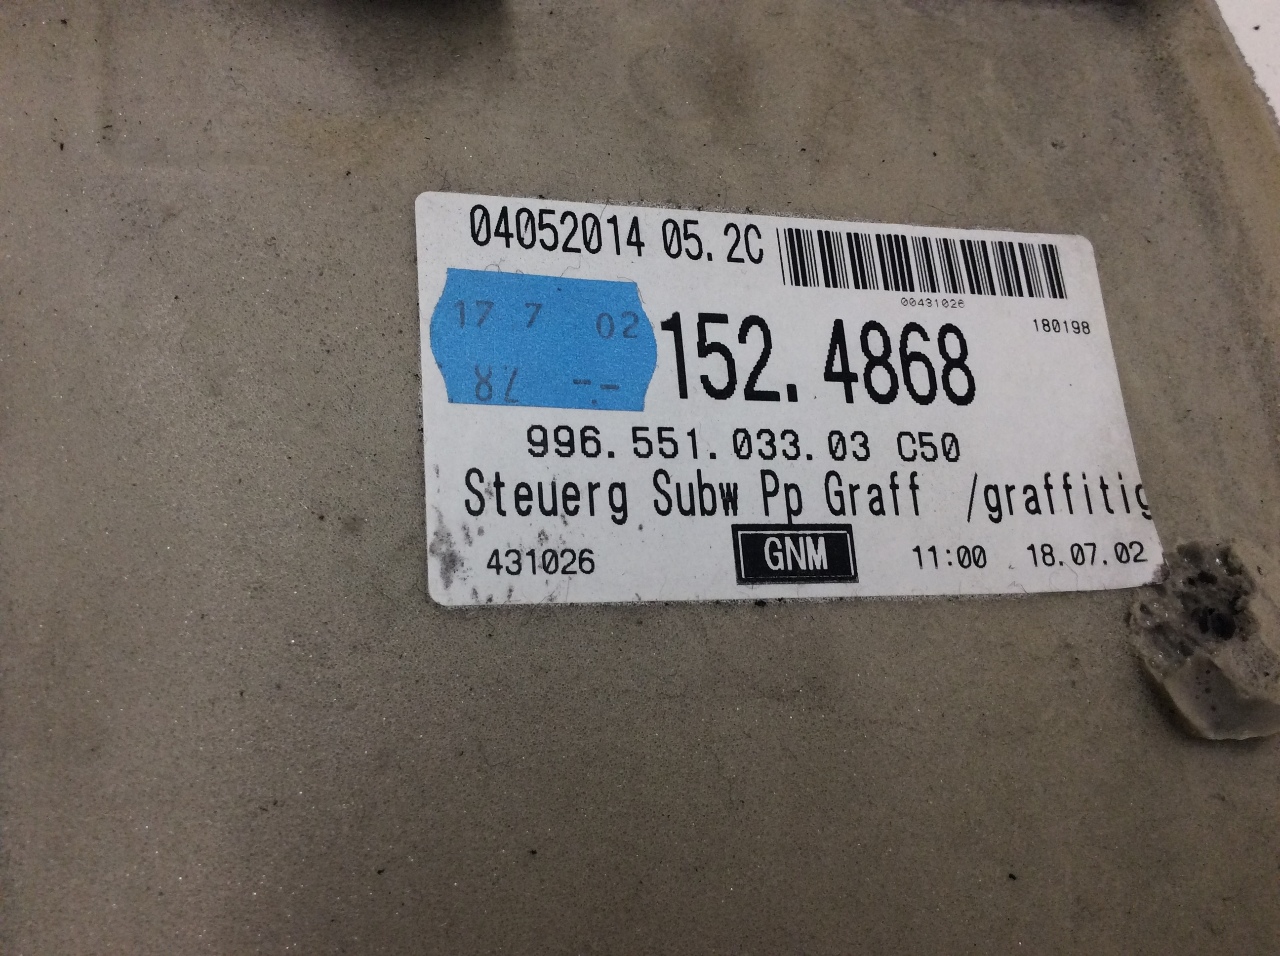 04052014 05.2C
00431026
180198
17 7 02
152.4868
996.551.033.03 C50
Steuerg Subw Pp Graff /graffitig
431026 GNM 11:00 18.07.02